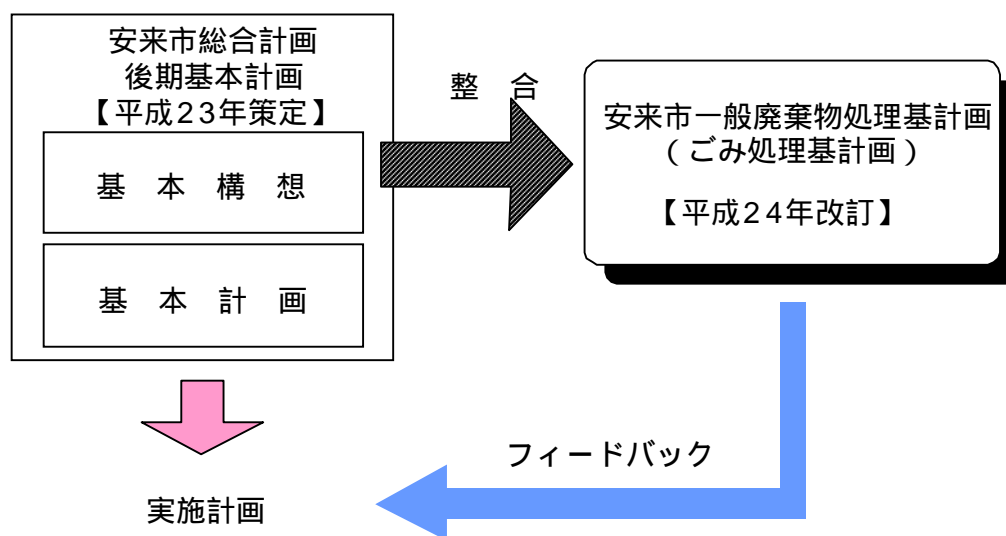 安来市総合計画
後期基本計画
【平成23年策定】
基 本 構 想
基 本 計 画
整 合
安来市一般廃棄物処理基計画
(ごみ処理基計画)
【平成24年改訂】
フィードバック
実施計画